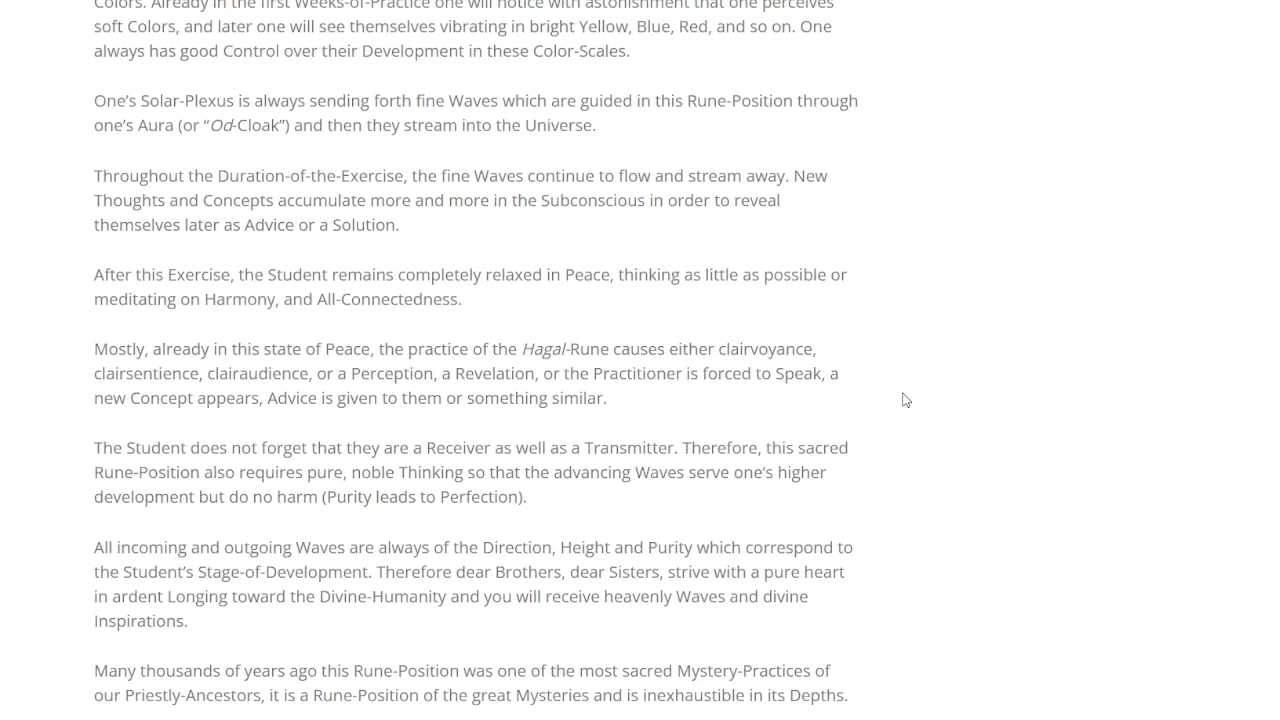 Colors. Already in the first Weeks-of-Practice one will notice with astonishment that one perceives
soft Colors, and later one will see themselves vibrating in bright Yellow, Blue, Red, and so on. One
always has good Control over their Development in these Color-Scales.
One’s Solar-Plexus is always sending forth fine Waves which are guided in this Rune-Position through
one’s Aura (or “Od-Cloak”) and then they stream into the Universe.
Throughout the Duration-of-the-Exercise, the fine Waves continue to flow and stream away. New
Thoughts and Concepts accumulate more and more in the Subconscious in order to reveal
themselves later as Advice or a Solution.
After this Exercise, the Student remains completely relaxed in Peace, thinking as little as possible or
meditating on Harmony, and All-Connectedness.
Mostly, already in this state of Peace, the practice of the Hagal-Rune causes either clairvoyance,
clairsentience, clairaudience, or a Perception, a Revelation, or the Practitioner is forced to Speak, a
new Concept appears, Advice is given to them or something similar.
The Student does not forget that they are a Receiver as well as a Transmitter. Therefore, this sacred
Rune-Position also requires pure, noble Thinking so that the advancing Waves serve one’s higher
development but do no harm (Purity leads to Perfection).
All incoming and outgoing Waves are always of the Direction, Height and Purity which correspond to
the Student’s Stage-of-Development. Therefore dear Brothers, dear Sisters, strive with a pure heart
in ardent Longing toward the Divine-Humanity and you will receive heavenly Waves and divine
Inspirations.
Many thousands of years ago this Rune-Position was one of the most sacred Mystery-Practices of
our Priestly-Ancestors, it is a Rune-Position of the great Mysteries and is inexhaustible in its Depths.